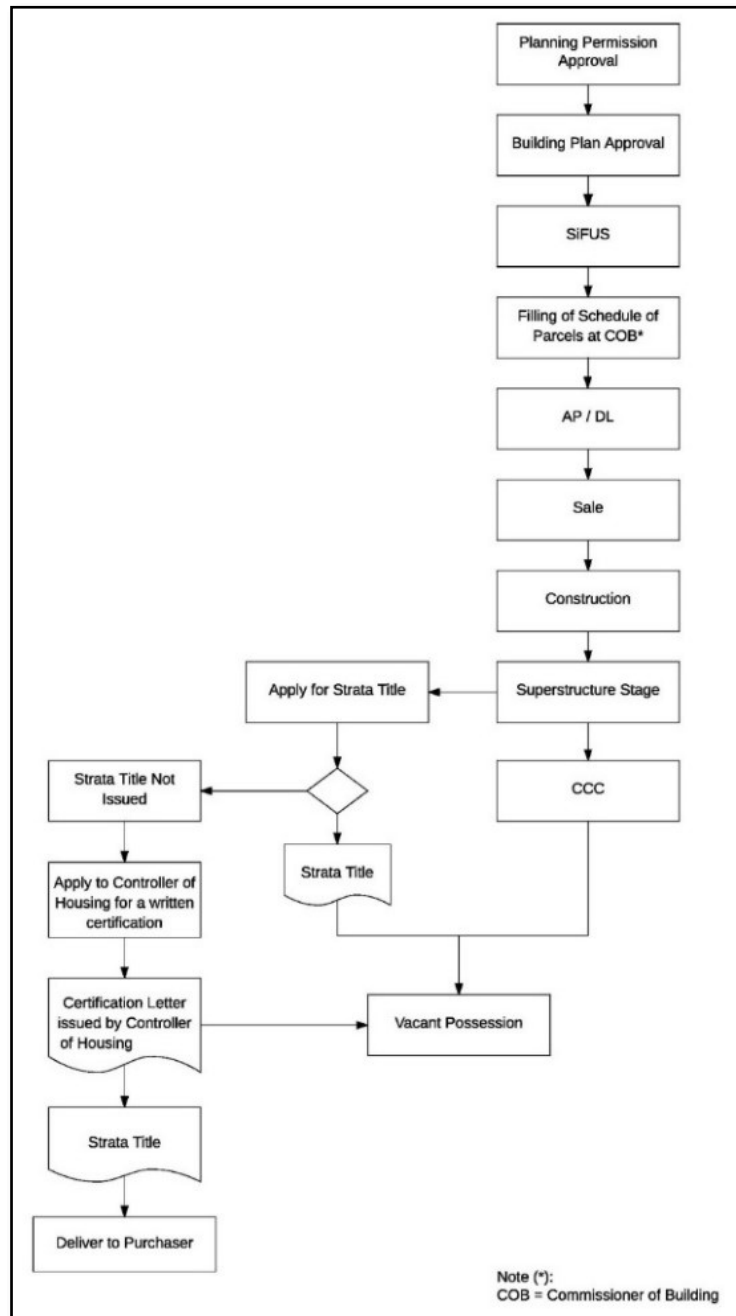 Planning Permission
Approval
Building Plan Approval
SiFUS
Filling of Schedule of
Parcels at COB*
AP / DL
Sale
Construction
Superstructure Stage
Apply for Strata Title
CCC
Strata Title Not
Issued
Strata Title
Apply to Controller of
Housing for a written
certification
Certification Letter
issued by Controller
of Housing
Vacant Possession
Strata Title
Deliver to Purchaser
Note (*):
COB = Commissioner of Building